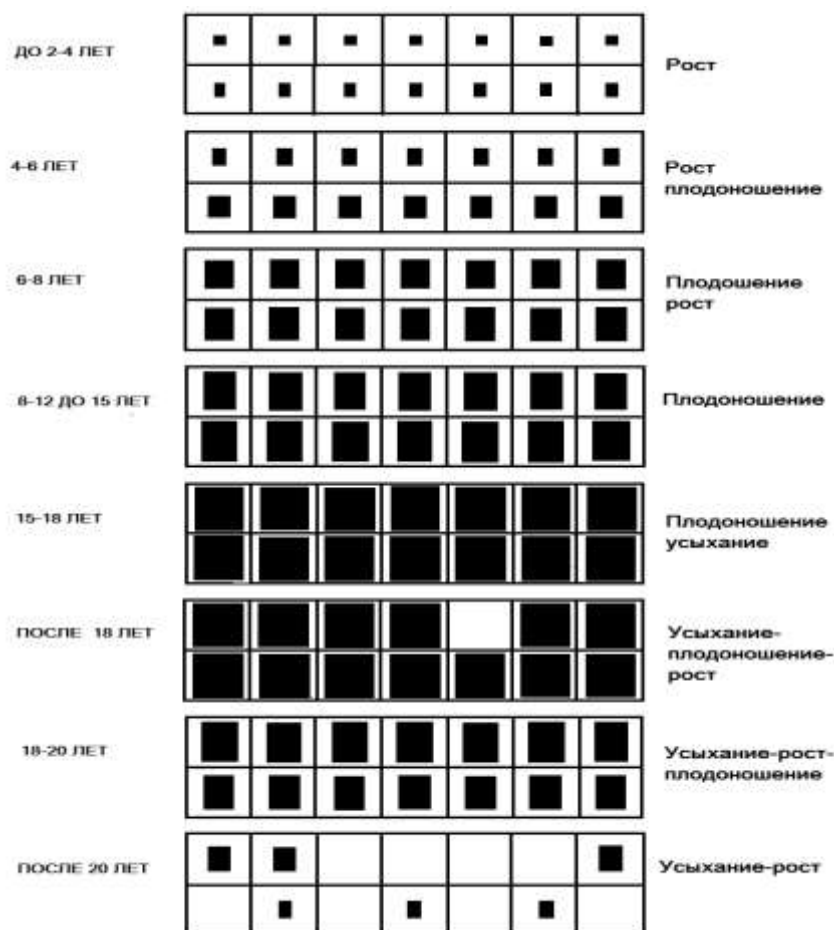 ДО 2-4 ЛЕТ
Рост
4-6 ЛЕТ
Рост
плодоношение
6-8 ЛЕТ
Плодошение
рост
8-12 ДО 15 ЛЕТ
Плодоношение
15-18 ЛЕТ
Плодоношение
усыхание
ПОСЛЕ 18 ЛЕТ
Усыхание-
плодоношение-
рост
18-20 ЛЕТ
Усыхание-рост-
плодоношение
ПОСЛЕ 20 ЛЕТ
Усыхание-рост